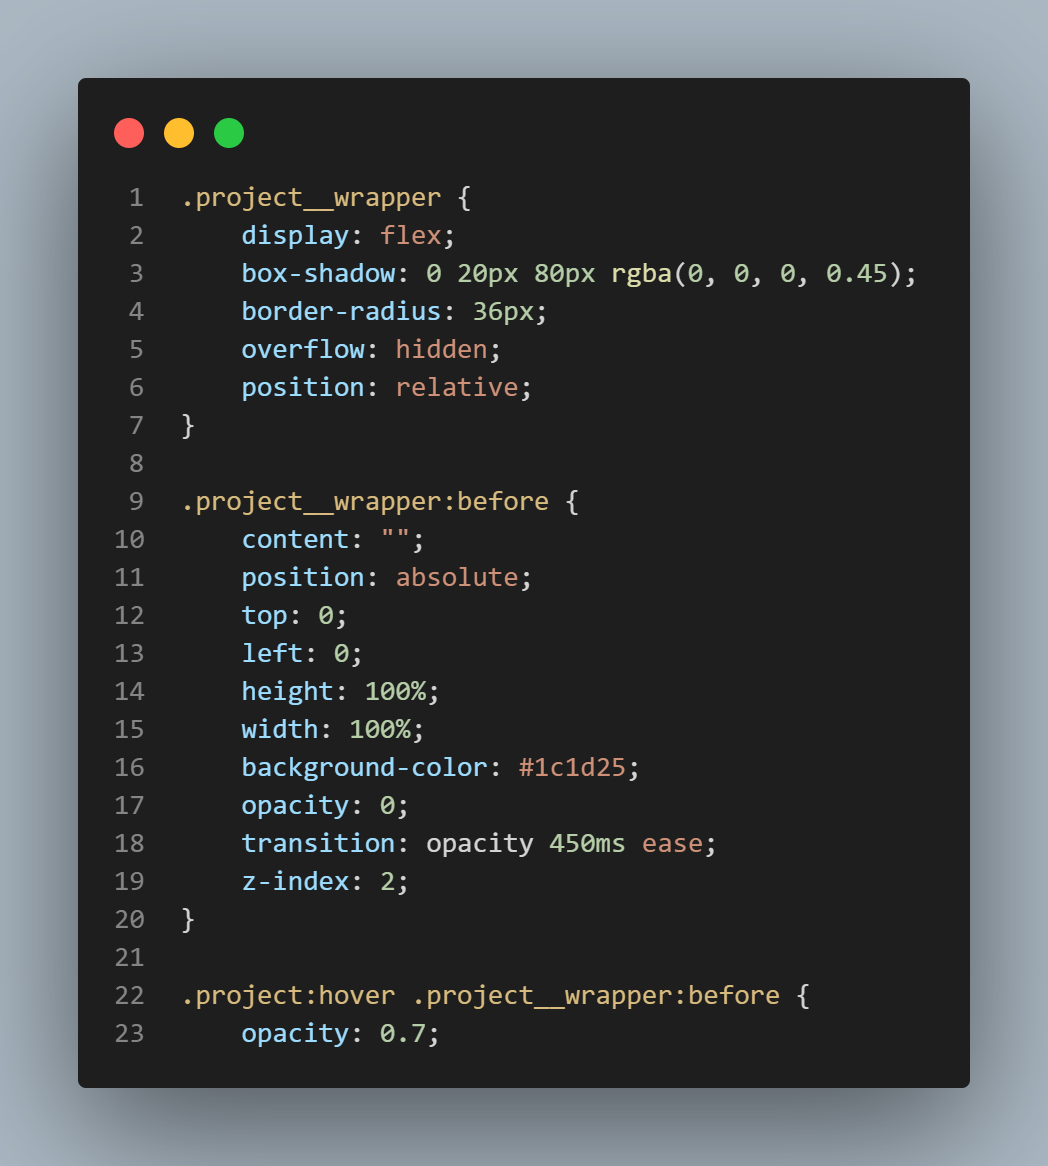 1 .project__wrapper {
2     display: flex;
3     box-shadow: 0 20px 80px rgba(0, 0, 0, 0.45);
4     border-radius: 36px;
5     overflow: hidden;
6     position: relative;
7 }
8
9 .project__wrapper:before {
10     content: "";
11     position: absolute;
12     top: 0;
13     left: 0;
14     height: 100%;
15     width: 100%;
16     background-color: #1c1d25;
17     opacity: 0;
18     transition: opacity 450ms ease;
19     z-index: 2;
20 }
21
22 .project:hover .project__wrapper:before {
23     opacity: 0.7;